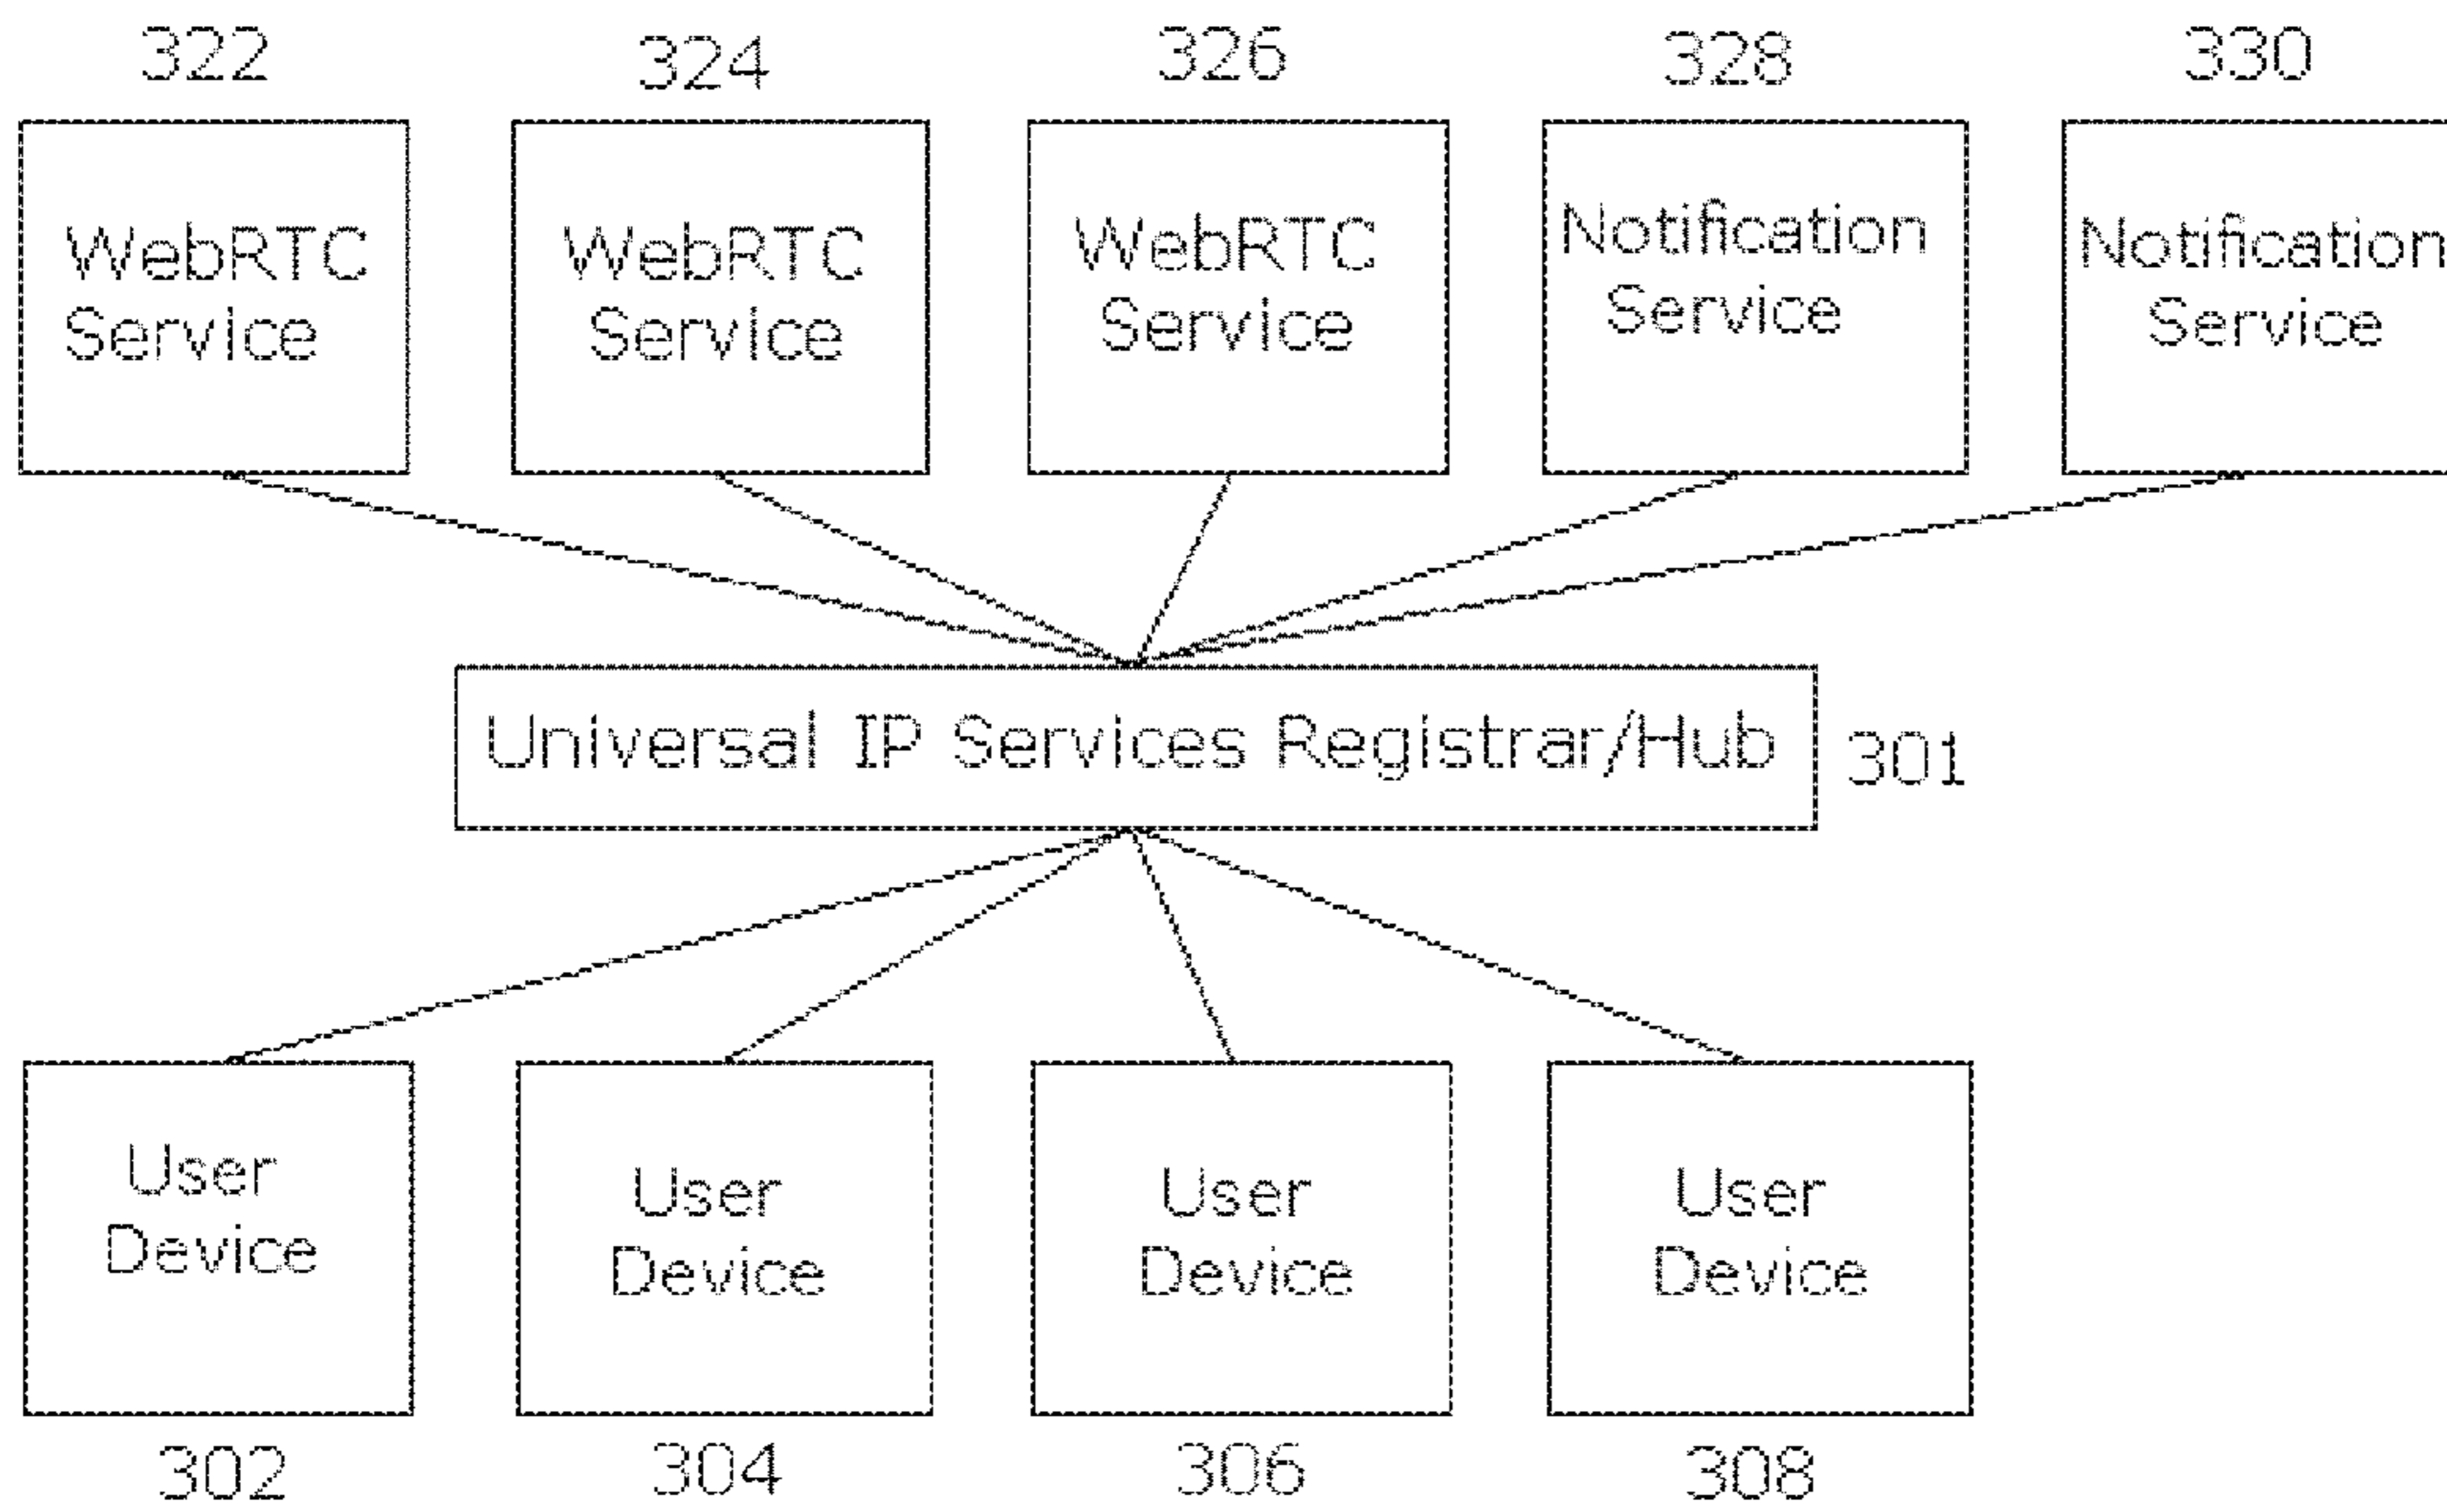 322 324 326 328 330
WebRTC Service
WebRTC Service
WebRTC Service
Notification Service
Notification Service
Universal IP Services Registrar/Hub 301
User Device
User Device
User Device
User Device
302 304 306 308